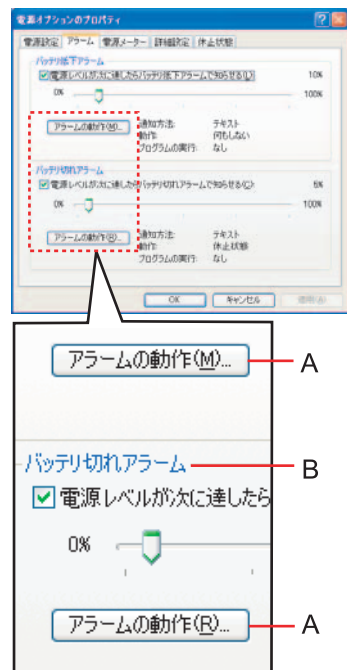 電源オプションのプロパティ
電源設定 アラーム 電源メーター 詳細設定 休止状態
バッテリ低下アラーム
電源レベルが次に達したらバッテリ低下アラームで知らせる(L): 10%
0% 100%
アラームの動作(M)... 通知方法: テキスト
動作: 何もしない
プログラムの実行: なし
バッテリ切れアラーム
電源レベルが次に達したらバッテリ切れアラームで知らせる(C): 6%
0% 100%
アラームの動作(R)... 通知方法: テキスト
動作: 休止状態
プログラムの実行: なし
OK キャンセル 適用(A)
アラームの動作(M)... A
バッテリ切れアラーム B
電源レベルが次に達したら
0%
アラームの動作(R)... A